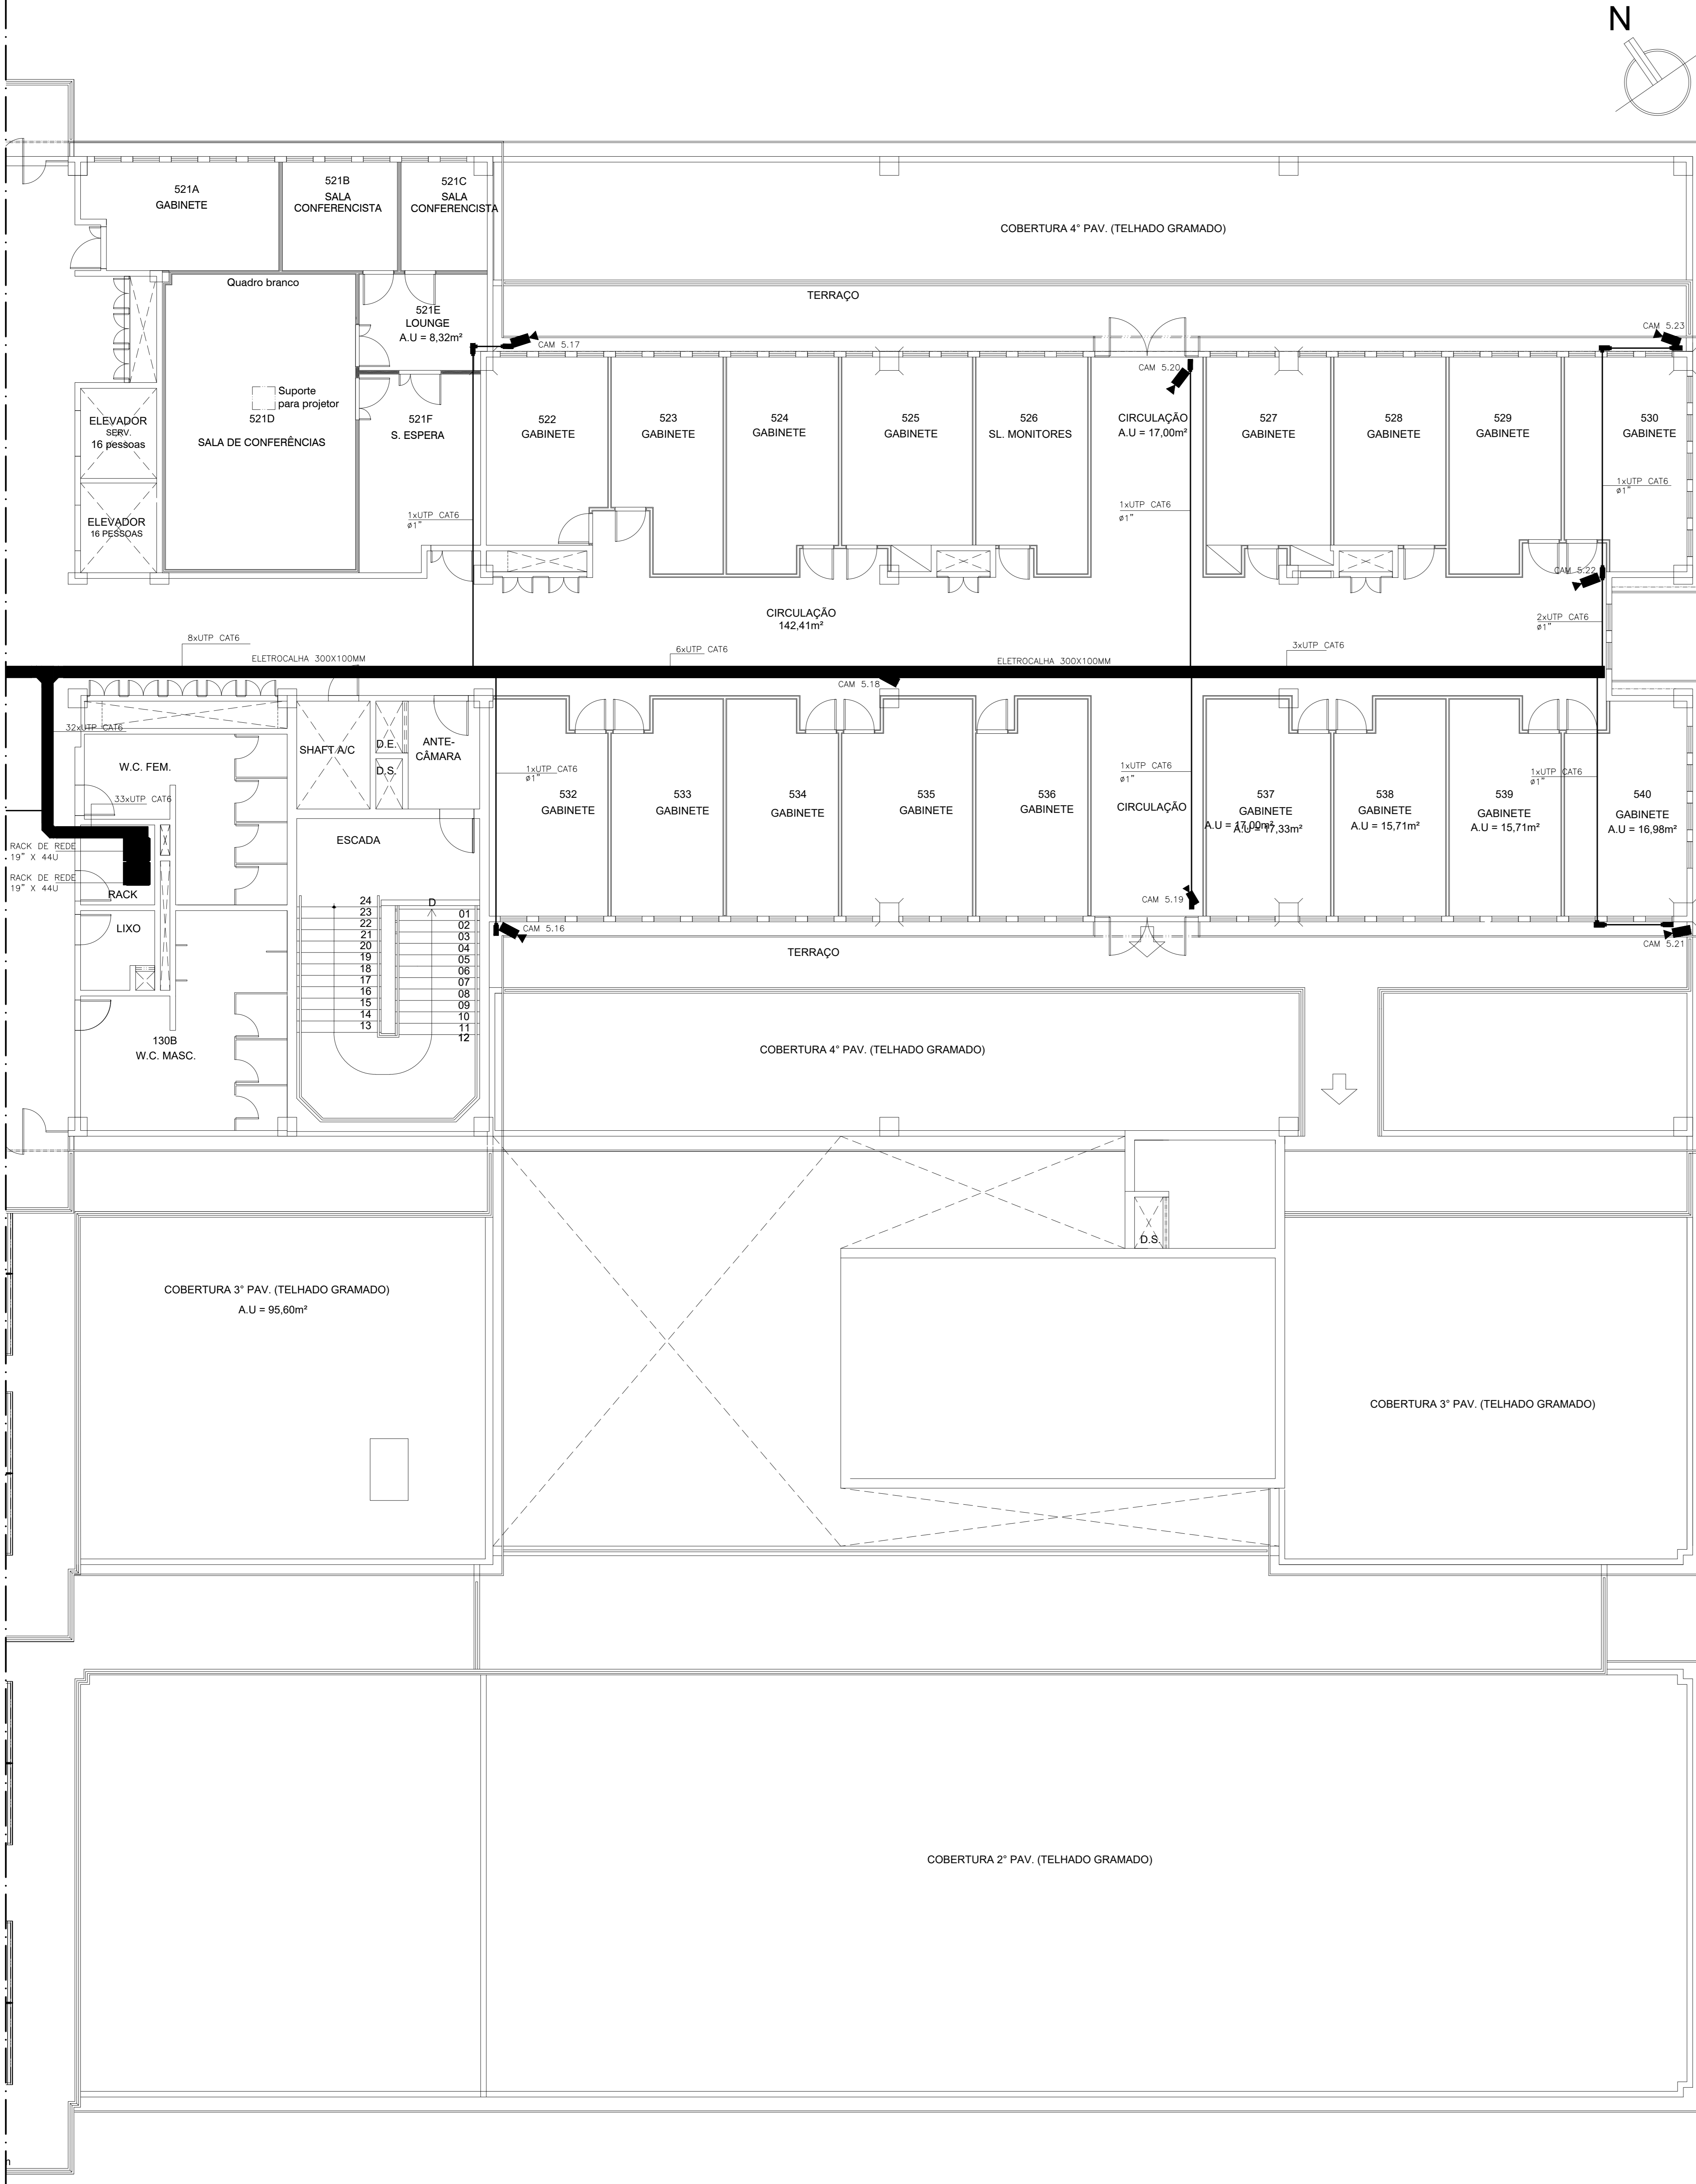 N
521A
GABINETE
521B
SALA
CONFERENCISTA
521C
SALA
CONFERENCISTA
COBERTURA 4° PAV. (TELHADO GRAMADO)
Quadro branco
TERRAÇO
521E
LOUNGE
A.U = 8,32m²
CAM 5.17
CAM 5.23
CAM 5.20
Suporte
para projetor
521D
SALA DE CONFERÊNCIAS
ELEVADOR
SERV.
16 pessoas
521F
S. ESPERA
522
GABINETE
523
GABINETE
524
GABINETE
525
GABINETE
526
SL. MONITORES
CIRCULAÇÃO
A.U = 17,00m²
527
GABINETE
528
GABINETE
529
GABINETE
530
GABINETE
1xUTP CAT6
ø1"
ELEVADOR
16 PESSOAS
1xUTP CAT6
ø1"
1xUTP CAT6
ø1"
CAM 5.22
CIRCULAÇÃO
142,41m²
2xUTP CAT6
ø1"
8xUTP CAT6
6xUTP CAT6
3xUTP CAT6
ELETROCALHA 300X100MM
ELETROCALHA 300X100MM
CAM 5.18
32xUTP CAT6
SHAFT A/C
D.E.
D.S.
ANTE-
CÂMARA
W.C. FEM.
1xUTP CAT6
ø1"
1xUTP CAT6
ø1"
1xUTP CAT6
ø1"
33xUTP CAT6
532
GABINETE
533
GABINETE
534
GABINETE
535
GABINETE
536
GABINETE
CIRCULAÇÃO
A.U = 17,00m²
537
GABINETE
A.U = 17,33m²
538
GABINETE
A.U = 15,71m²
539
GABINETE
A.U = 15,71m²
540
GABINETE
A.U = 16,98m²
RACK DE REDE
19" X 44U
RACK DE REDE
19" X 44U
RACK
ESCADA
LIXO
24
23
22
21
20
19
18
17
16
15
14
13
D
01
02
03
04
05
06
07
08
09
10
11
12
CAM 5.16
CAM 5.19
CAM 5.21
TERRAÇO
130B
W.C. MASC.
COBERTURA 4° PAV. (TELHADO GRAMADO)
D.S.
COBERTURA 3° PAV. (TELHADO GRAMADO)
A.U = 95,60m²
COBERTURA 3° PAV. (TELHADO GRAMADO)
COBERTURA 2° PAV. (TELHADO GRAMADO)